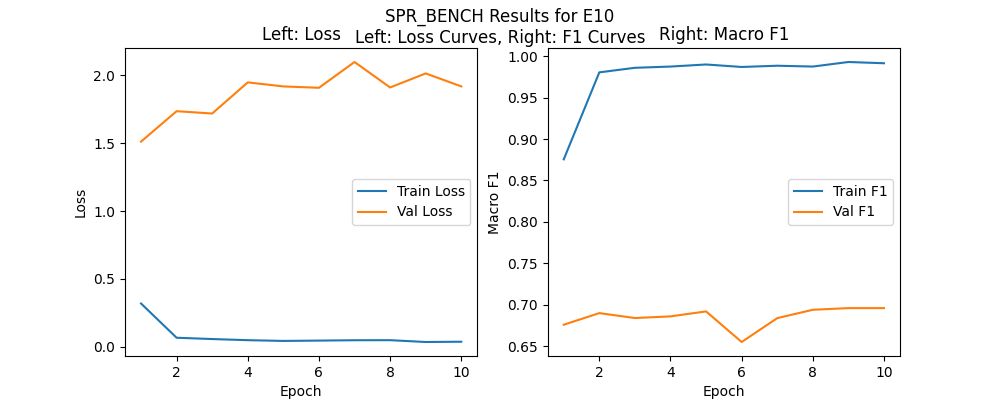 SPR_BENCH Results for E10
Left: Loss Curves, Right: F1 Curves
Left: Loss
2.0
1.5
1.0
0.5
0.0
2 4 6 8 10
Epoch
Loss
Train Loss
Val Loss
Right: Macro F1
1.00
0.95
0.90
0.85
0.80
0.75
0.70
0.65
2 4 6 8 10
Epoch
Macro F1
Train F1
Val F1